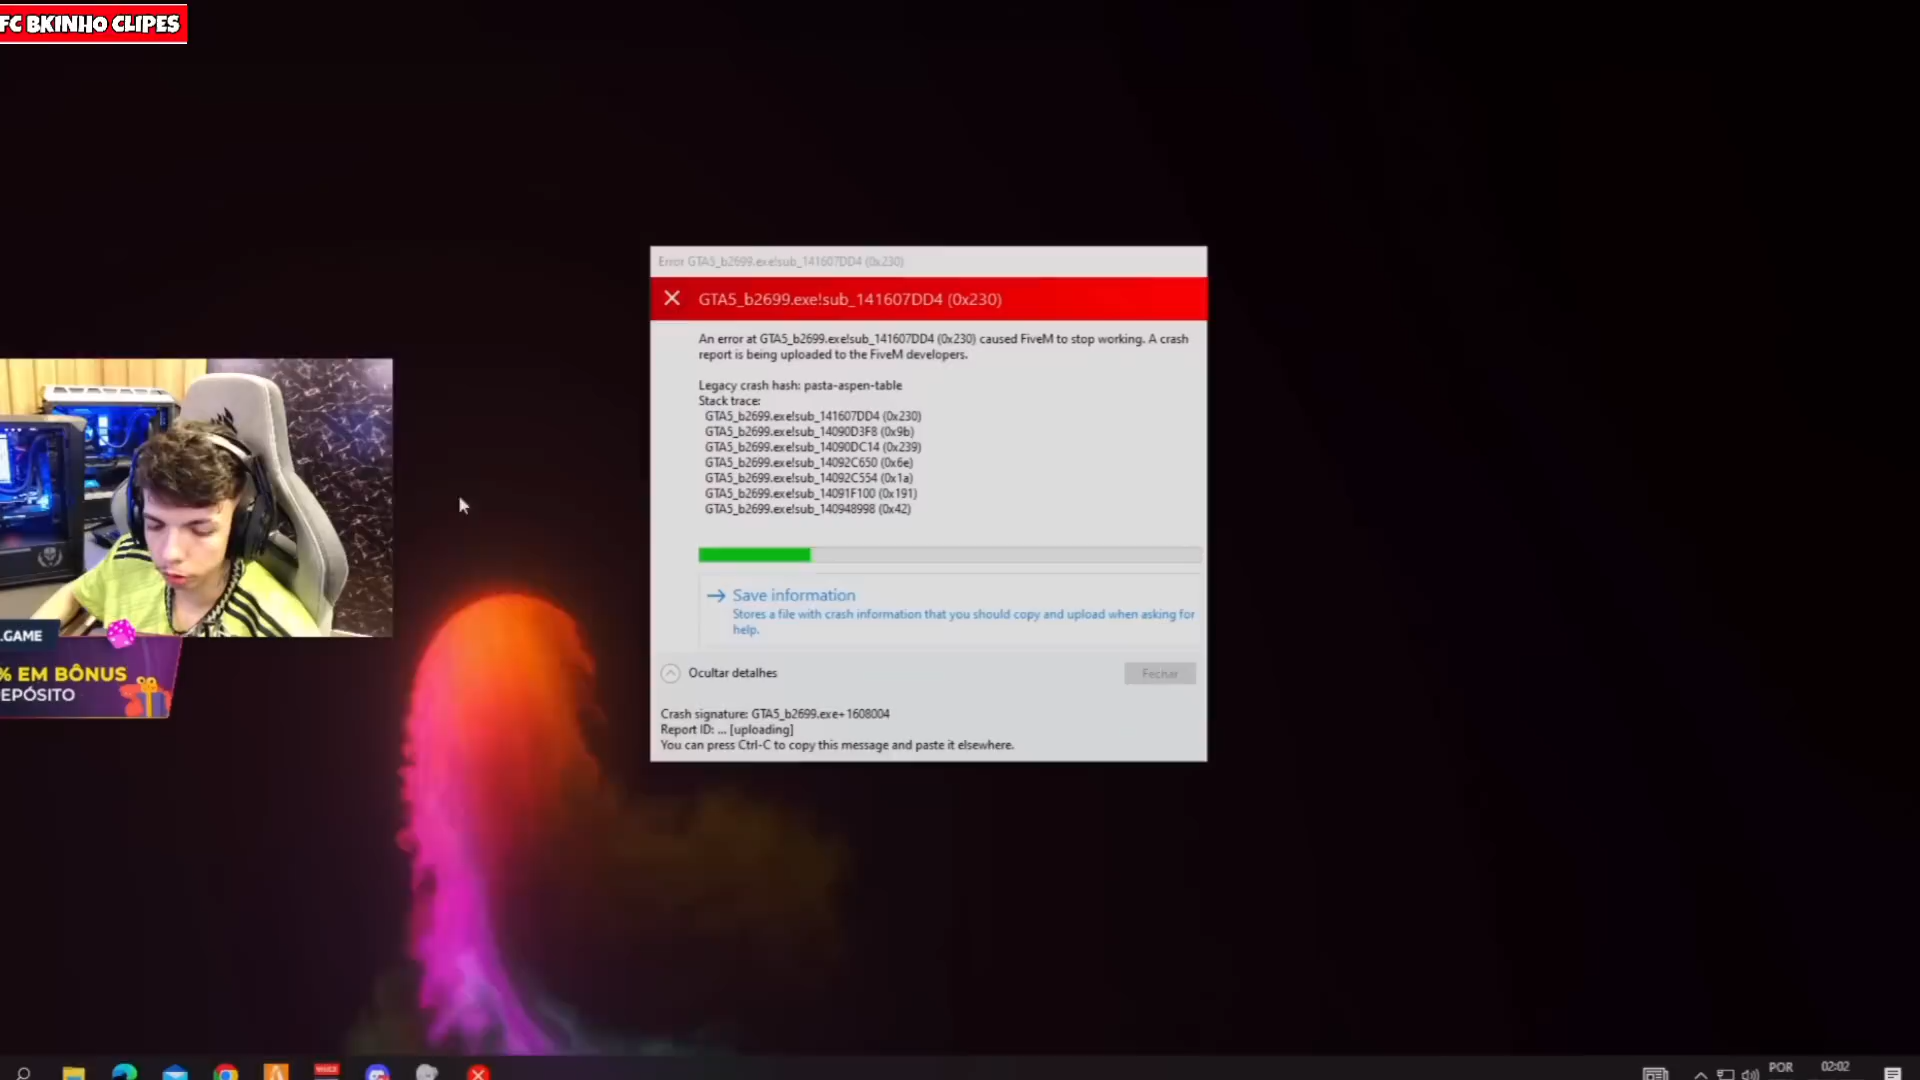 FC BKINHO CLIPES
Error GTA5_b2699.exe!sub_141607DD4 (0x230)
GTA5_b2699.exe!sub_141607DD4 (0x230)
An error at GTA5_b2699.exe!sub_141607DD4 (0x230) caused FiveM to stop working. A crash
report is being uploaded to the FiveM developers.
Legacy crash hash: pasta-aspen-table
Stack trace:
GTA5_b2699.exe!sub_141607DD4 (0x230)
GTA5_b2699.exe!sub_14090D3F8 (0x9b)
GTA5_b2699.exe!sub_14090DC14 (0x239)
GTA5_b2699.exe!sub_14092C650 (0x6e)
GTA5_b2699.exe!sub_14092C554 (0x1a)
GTA5_b2699.exe!sub_14091F100 (0x191)
GTA5_b2699.exe!sub_140948998 (0x42)
Save information
Stores a file with crash information that you should copy and upload when asking for
help.
Ocultar detalhes
Fechar
Crash signature: GTA5_b2699.exe+1608004
Report ID: ... [uploading]
You can press Ctrl-C to copy this message and paste it elsewhere.
.GAME
% EM BÔNUS
EPÓSITO
POR
02:02